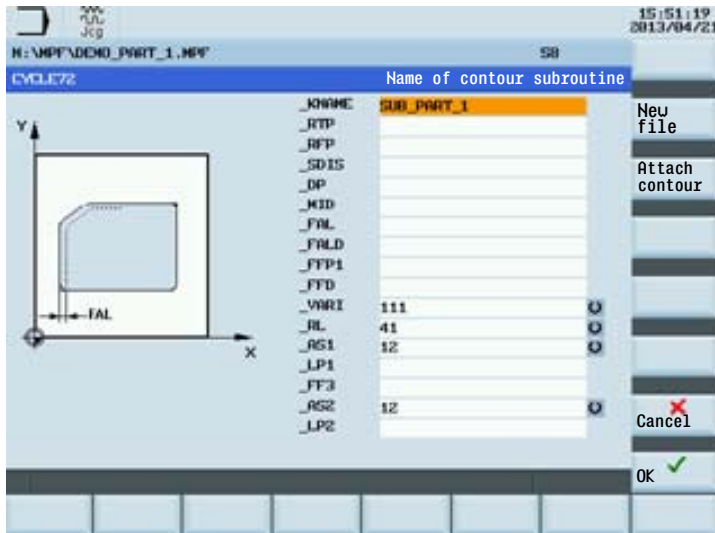 Jog
15:51:19
2013/04/21
N:\MPF\DEMO_PART_1.MPF 58
CYCLE72 Name of contour subroutine
_KNAME SUB_PART_1
_RTP
_RFP
_SDIS
_DP
_MID
_FAL
_FALD
_FFP1
_FFD
_VARI 111
_RL 41
_AS1 12
_LP1
_FF3
_AS2 12
_LP2
Y
FAL
X
New
file
Attach
contour
Cancel
OK